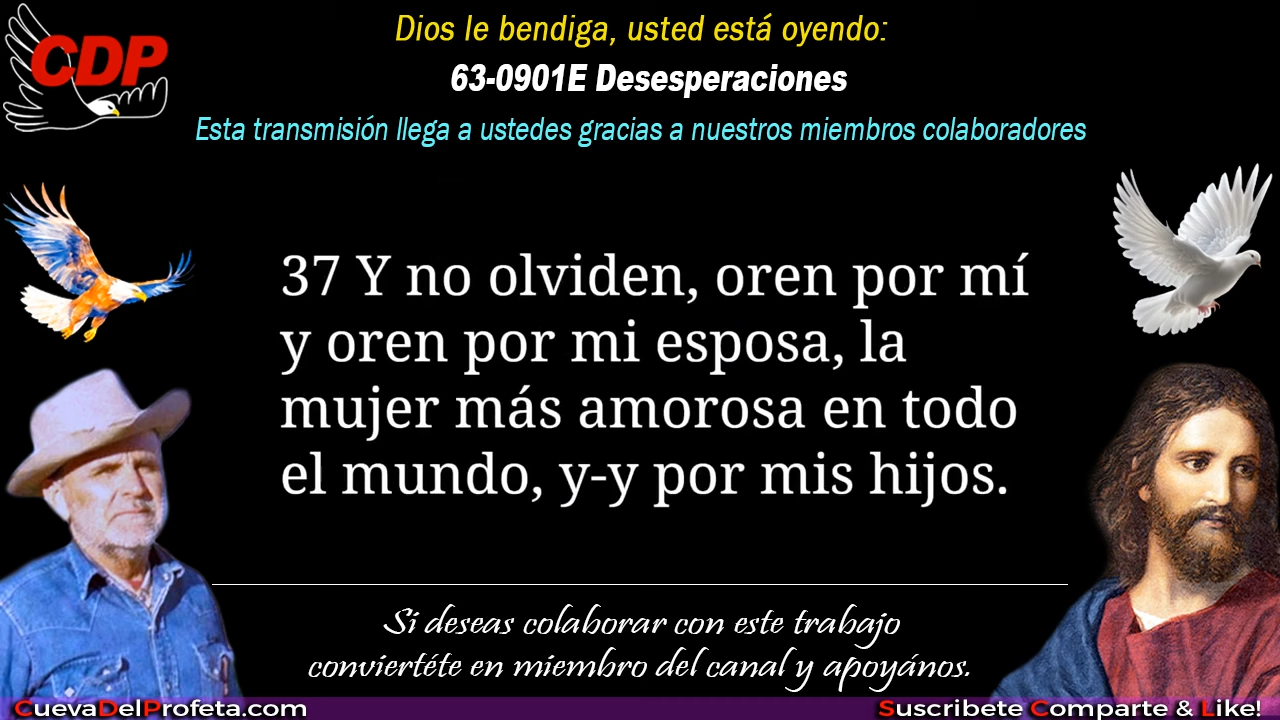 CDP
Dios le bendiga, usted está oyendo:
63-0901E Desesperaciones
Esta transmisión llega a ustedes gracias a nuestros miembros colaboradores
37 Y no olviden, oren por mí
y oren por mi esposa, la
mujer más amorosa en todo
el mundo, y-y por mis hijos.
Si deseas colaborar con este trabajo
conviertéte en miembro del canal y apoyános.
CuevaDelProfeta.com
Suscribete Comparte & Like!